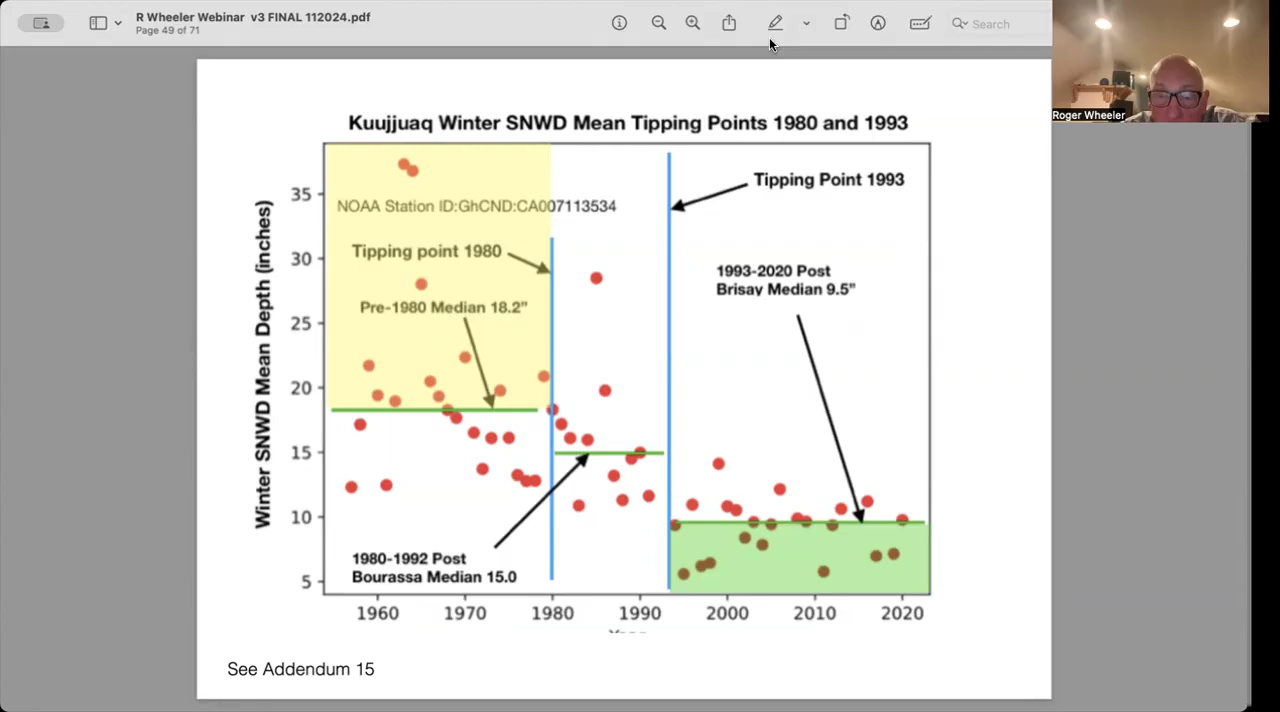 R Wheeler Webinar v3 FINAL 112024.pdf
Page 49 of 71
Search
Roger Wheeler
Kuujjuaq Winter SNWD Mean Tipping Points 1980 and 1993
Winter SNWD Mean Depth (inches)
35
30
25
20
15
10
5
NOAA Station ID:GhCND:CA007113534
Tipping point 1980
Pre-1980 Median 18.2”
Tipping Point 1993
1993-2020 Post
Brisay Median 9.5”
1980-1992 Post
Bourassa Median 15.0
1960 1970 1980 1990 2000 2010 2020
See Addendum 15